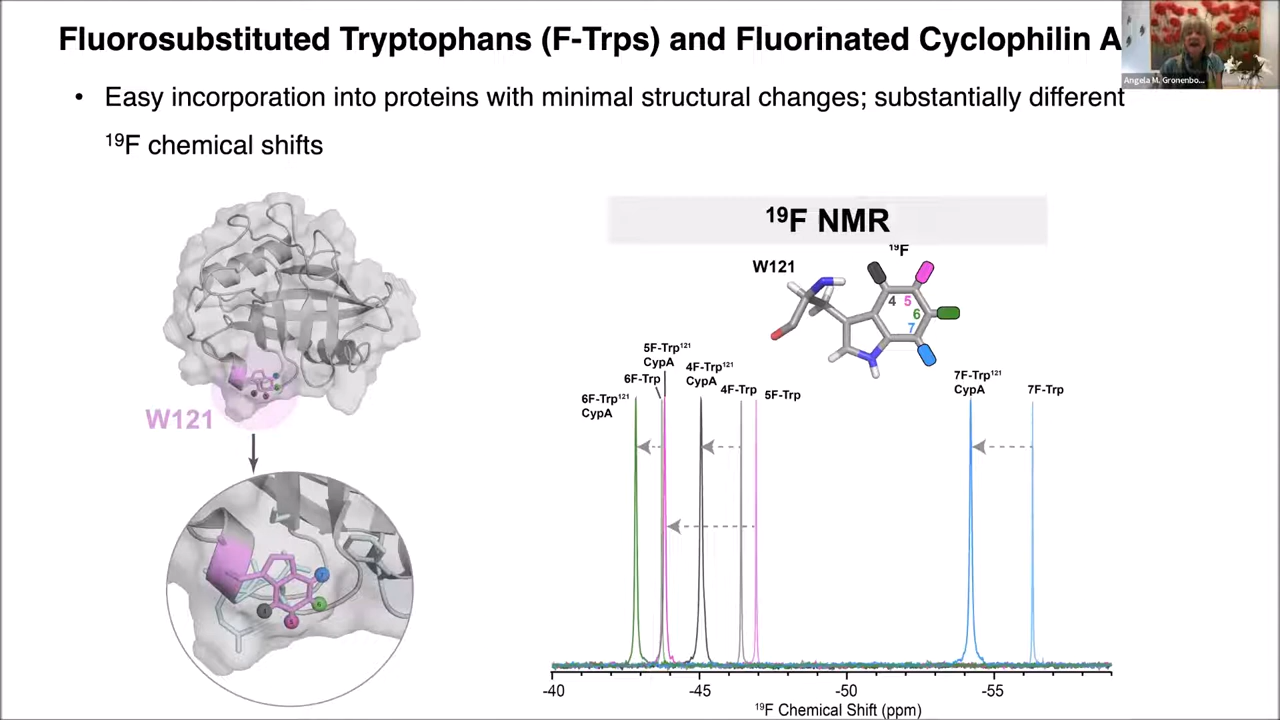 Fluorosubstituted Tryptophans (F-Trps) and Fluorinated Cyclophilin A
Angela M. Gronenbo...
• Easy incorporation into proteins with minimal structural changes; substantially different
¹⁹F chemical shifts
¹⁹F NMR
¹⁹F
W121
4
5
6
7
W121
5F-Trp¹²¹
CypA
6F-Trp
4F-Trp¹²¹
CypA
4F-Trp
5F-Trp
6F-Trp¹²¹
CypA
7F-Trp¹²¹
CypA
7F-Trp
-40
-45
-50
-55
¹⁹F Chemical Shift (ppm)